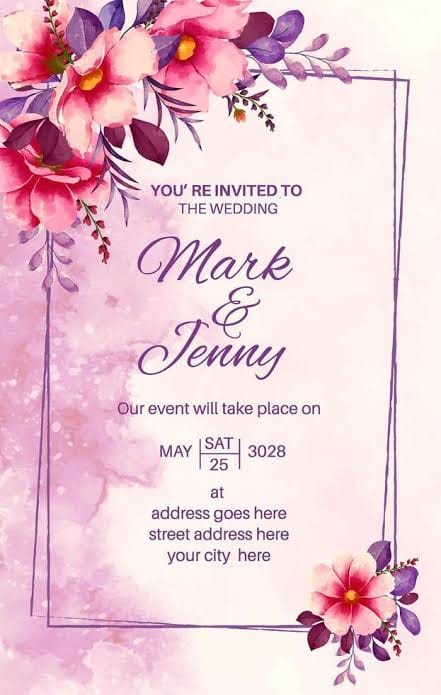 YOU' RE INVITED TO
THE WEDDING
Mark
&
Jenny
Our event will take place on
MAY SAT 3028
25
at
address goes here
street address here
your city here